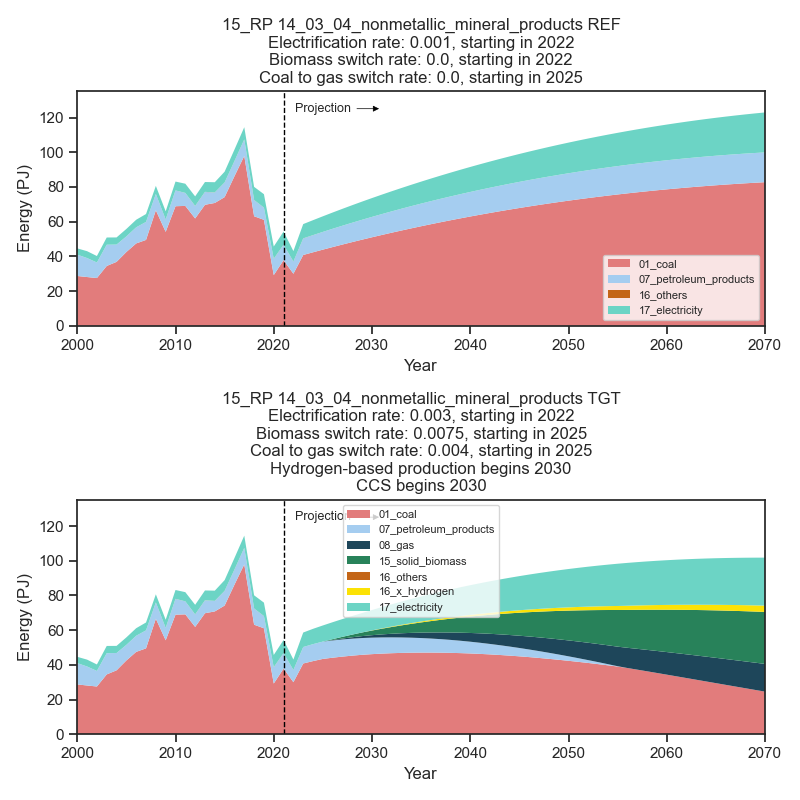 15_RP 14_03_04_nonmetallic_mineral_products REF
Electrification rate: 0.001, starting in 2022
Biomass switch rate: 0.0, starting in 2022
Coal to gas switch rate: 0.0, starting in 2025
Projection
120
100
80
60
40
20
0
Energy (PJ)
01_coal
07_petroleum_products
16_others
17_electricity
2000 2010 2020 2030 2040 2050 2060 2070
Year
15_RP 14_03_04_nonmetallic_mineral_products TGT
Electrification rate: 0.003, starting in 2022
Biomass switch rate: 0.0075, starting in 2025
Coal to gas switch rate: 0.004, starting in 2025
Hydrogen-based production begins 2030
CCS begins 2030
Projection
120
100
80
60
40
20
0
Energy (PJ)
01_coal
07_petroleum_products
08_gas
15_solid_biomass
16_others
16_x_hydrogen
17_electricity
2000 2010 2020 2030 2040 2050 2060 2070
Year